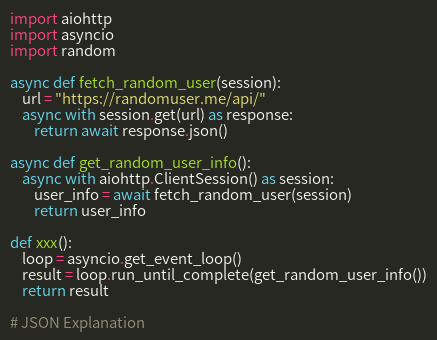 import aiohttp
import asyncio
import random

async def fetch_random_user(session):
    url = "https://randomuser.me/api/"
    async with session.get(url) as response:
        return await response.json()

async def get_random_user_info():
    async with aiohttp.ClientSession() as session:
        user_info = await fetch_random_user(session)
        return user_info

def xxx():
    loop = asyncio.get_event_loop()
    result = loop.run_until_complete(get_random_user_info())
    return result

# JSON Explanation